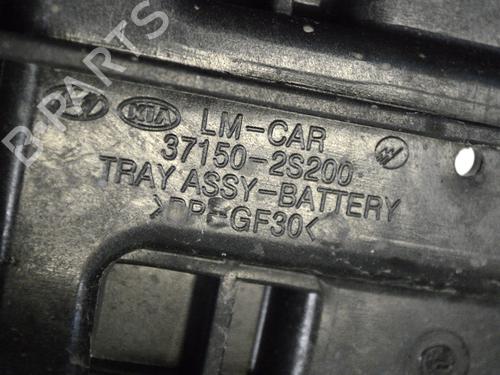 B-PARTS
KIA
LM-CAR
37150-2S200
TRAY ASSY-BATTERY
>PP-GF30<